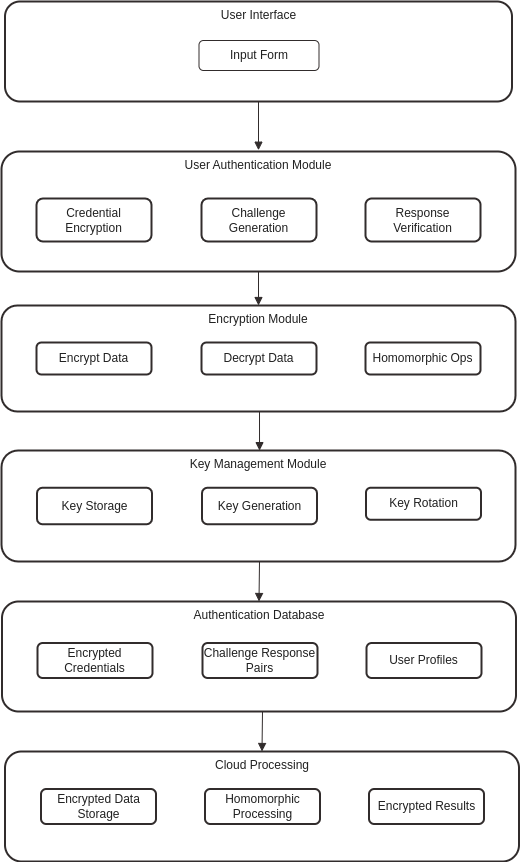 User Interface
Input Form
User Authentication Module
Credential
Encryption
Challenge
Generation
Response
Verification
Encryption Module
Encrypt Data
Decrypt Data
Homomorphic Ops
Key Management Module
Key Storage
Key Generation
Key Rotation
Authentication Database
Encrypted
Credentials
Challenge Response
Pairs
User Profiles
Cloud Processing
Encrypted Data
Storage
Homomorphic
Processing
Encrypted Results